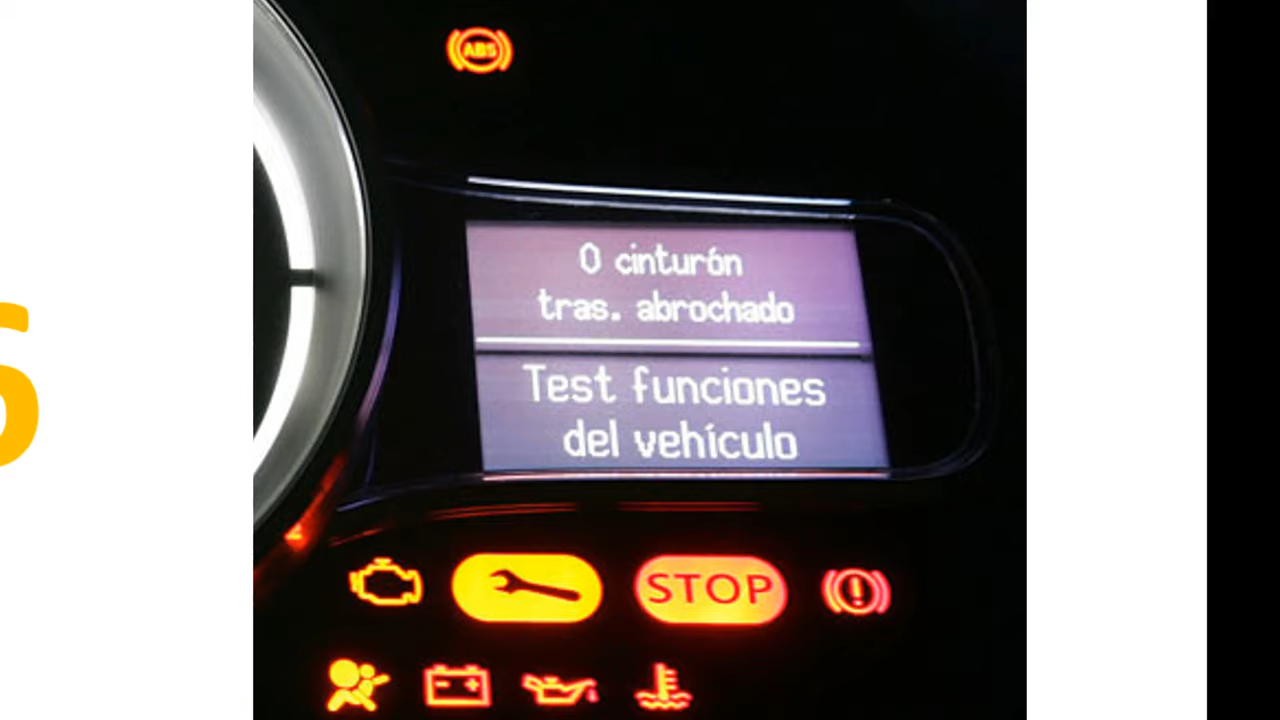 ABS
0 cinturón
tras. abrochado
Test funciones
del vehículo
STOP